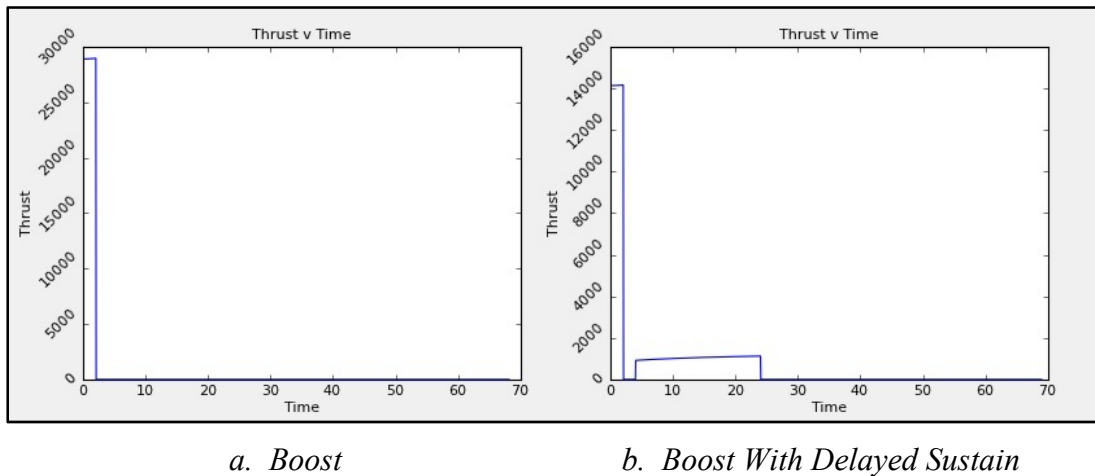 Thrust v Time
30000
25000
20000
15000
10000
5000
0
Thrust
0 10 20 30 40 50 60 70
Time
Thrust v Time
16000
14000
12000
10000
8000
6000
4000
2000
0
Thrust
0 10 20 30 40 50 60 70
Time
a. Boost
b. Boost With Delayed Sustain